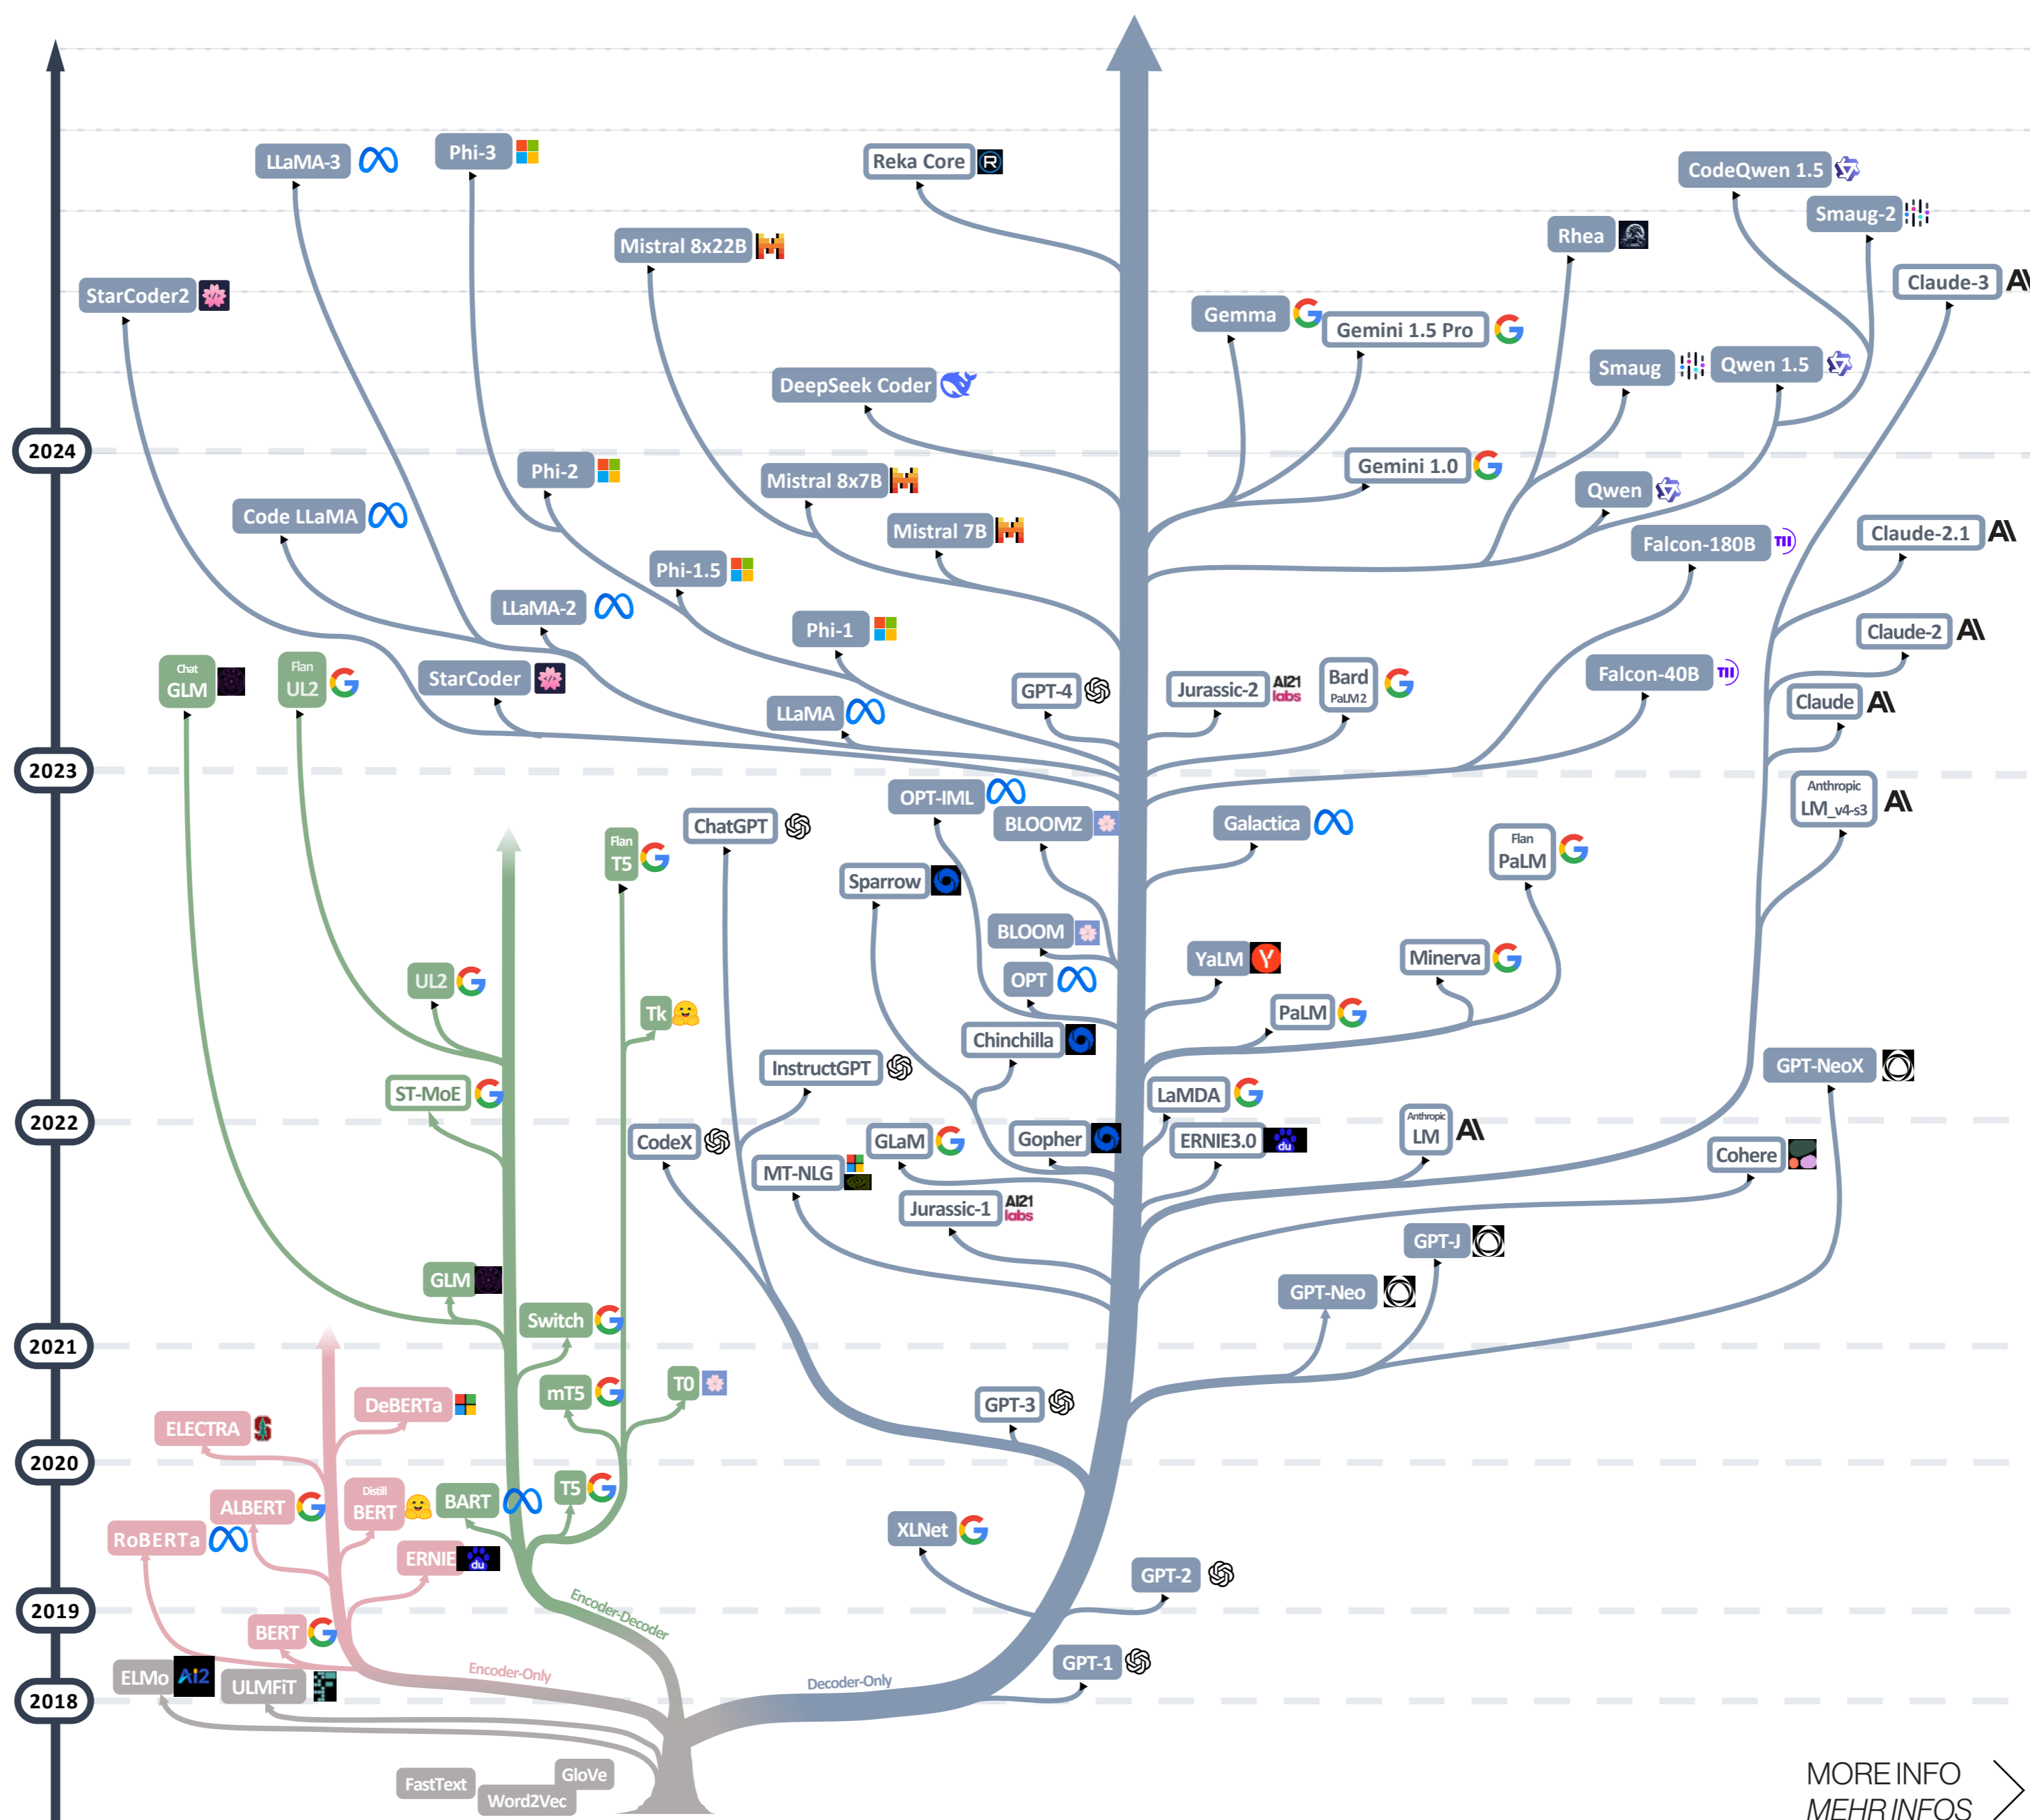 LLaMA-3
Phi-3
Reka Core
R
CodeQwen 1.5
Smaug-2
Rhea
Mistral 8x22B
StarCoder2
</>
Claude-3
A\
Gemma
Gemini 1.5 Pro
DeepSeek Coder
Smaug
Qwen 1.5
2024
Phi-2
Mistral 8x7B
Gemini 1.0
Qwen
Code LLaMA
Mistral 7B
Falcon-180B
TII
Claude-2.1
A\
Phi-1.5
LLaMA-2
Phi-1
Claude-2
A\
Chat
GLM
Flan
UL2
StarCoder
</>
GPT-4
Jurassic-2
AI21
labs
Bard
PaLM2
Falcon-40B
TII
Claude
A\
LLaMA
2023
OPT-IML
BLOOMZ
Galactica
Anthropic
LM_v4-s3
A\
ChatGPT
Flan
T5
Flan
PaLM
Sparrow
BLOOM
YaLM
Y
Minerva
UL2
OPT
Tk
PaLM
Chinchilla
InstructGPT
GPT-NeoX
ST-MoE
LaMDA
2022
CodeX
GLaM
Gopher
ERNIE3.0
du
Anthropic
LM
A\
Cohere
MT-NLG
Jurassic-1
AI21
labs
GPT-J
GLM
GPT-Neo
Switch
2021
mT5
T0
DeBERTa
GPT-3
ELECTRA
S
2020
ALBERT
Distill
BERT
BART
T5
RoBERTa
ERNIE
du
XLNet
GPT-2
2019
Encoder-Decoder
BERT
Encoder-Only
GPT-1
ELMo
Ai2
ULMFiT
Decoder-Only
2018
GloVe
FastText
Word2Vec
MORE INFO
MEHR INFOS